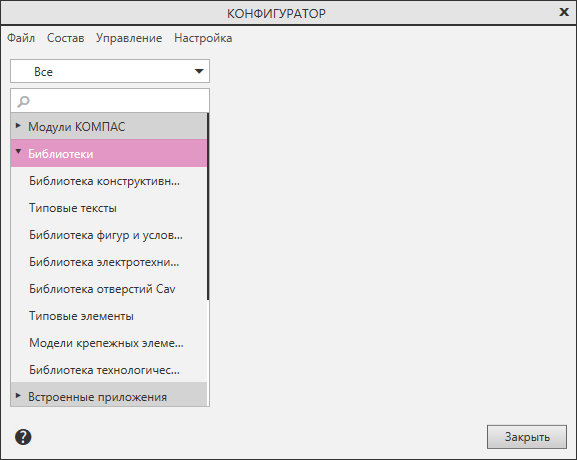 КОНФИГУРАТОР
Файл Состав Управление Настройка
Все
Модули КОМПАС
Библиотеки
Библиотека конструктивн...
Типовые тексты
Библиотека фигур и услов...
Библиотека электротехни...
Библиотека отверстий Cav
Типовые элементы
Модели крепежных элеме...
Библиотека технологичес...
Встроенные приложения
Закрыть